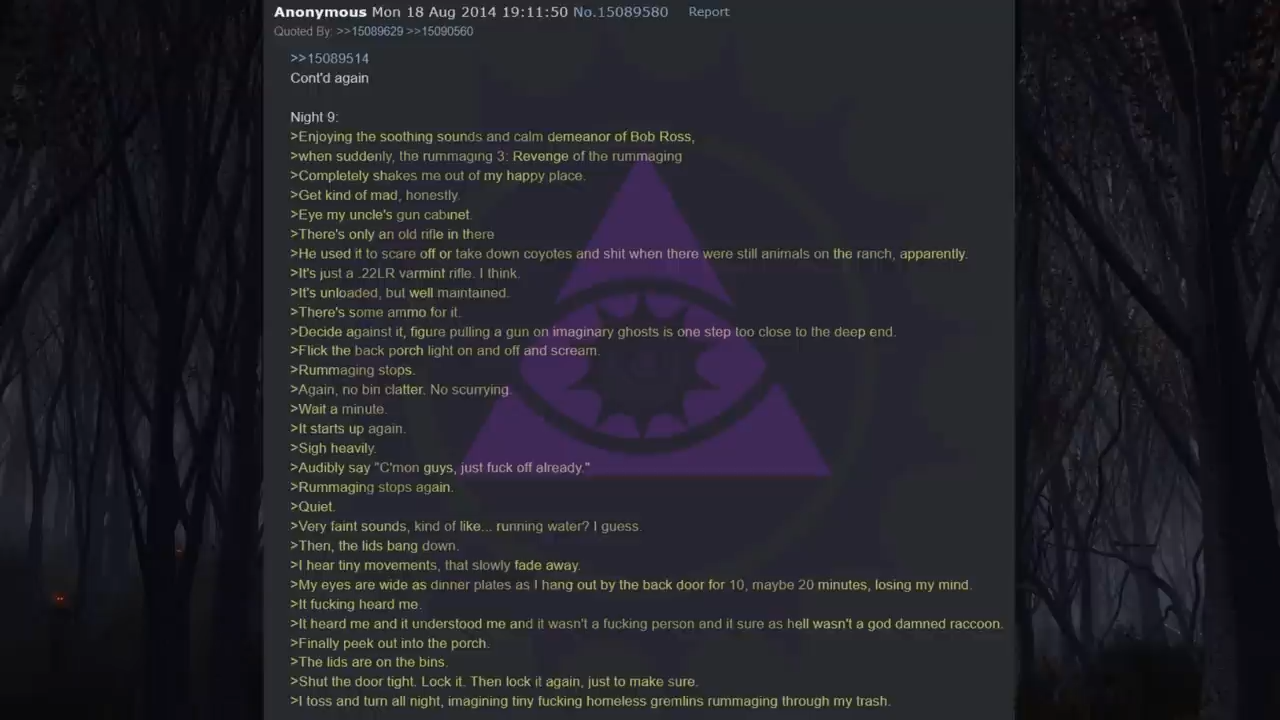 Anonymous Mon 18 Aug 2014 19:11:50 No.15089580 Report
Quoted By: >>15089629 >>15090560
>>15089514
Cont'd again
Night 9:
>Enjoying the soothing sounds and calm demeanor of Bob Ross,
>when suddenly, the rummaging 3: Revenge of the rummaging
>Completely shakes me out of my happy place.
>Get kind of mad, honestly.
>Eye my uncle's gun cabinet.
>There's only an old rifle in there
>He used it to scare off or take down coyotes and shit when there were still animals on the ranch, apparently.
>It's just a .22LR varmint rifle. I think.
>It's unloaded, but well maintained.
>There's some ammo for it.
>Decide against it, figure pulling a gun on imaginary ghosts is one step too close to the deep end.
>Flick the back porch light on and off and scream.
>Rummaging stops.
>Again, no bin clatter. No scurrying.
>Wait a minute.
>It starts up again.
>Sigh heavily.
>Audibly say "C'mon guys, just fuck off already."
>Rummaging stops again.
>Quiet.
>Very faint sounds, kind of like... running water? I guess.
>Then, the lids bang down.
>I hear tiny movements, that slowly fade away.
>My eyes are wide as dinner plates as I hang out by the back door for 10, maybe 20 minutes, losing my mind.
>It fucking heard me.
>It heard me and it understood me and it wasn't a fucking person and it sure as hell wasn't a god damned raccoon.
>Finally peek out into the porch.
>The lids are on the bins.
>Shut the door tight. Lock it. Then lock it again, just to make sure.
>I toss and turn all night, imagining tiny fucking homeless gremlins rummaging through my trash.